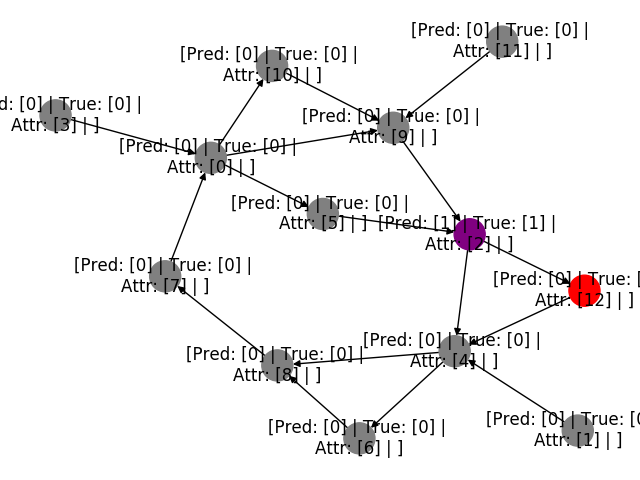 [Pred: [0] | True: [0] |
Attr: [11] | ]
[Pred: [0] | True: [0] |
Attr: [10] | ]
d: [0] | True: [0] |
Attr: [3] | ]
[Pred: [0] | True: [0] |
Attr: [9] | ]
[Pred: [0] | True: [0] |
Attr: [0] | ]
[Pred: [0] | True: [0] |
Attr: [5] | ]
[Pred: [1] | True: [1] |
Attr: [2] | ]
[Pred: [0] | True: [0] |
Attr: [7] | ]
[Pred: [0] | True: [
Attr: [12] | ]
[Pred: [0] | True: [0] |
Attr: [4] | ]
[Pred: [0] | True: [0] |
Attr: [8] | ]
[Pred: [0] | True: [0]
Attr: [1] | ]
[Pred: [0] | True: [0] |
Attr: [6] | ]